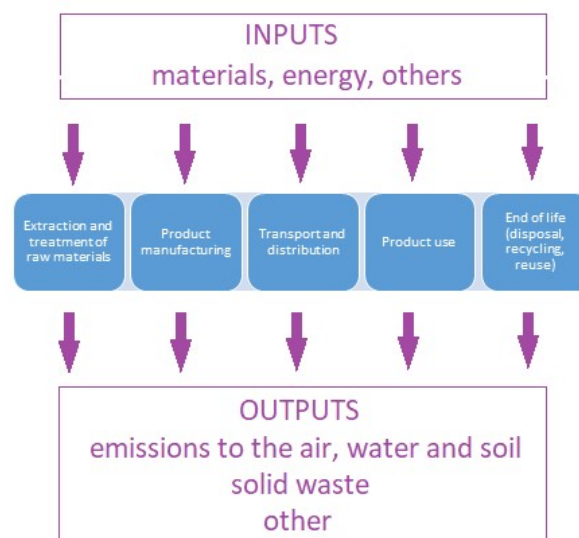 INPUTS
materials, energy, others
Extraction and
treatment of
raw materials
Product
manufacturing
Transport and
distribution
Product use
End of life
(disposal,
recycling,
reuse)
OUTPUTS
emissions to the air, water and soil
solid waste
other